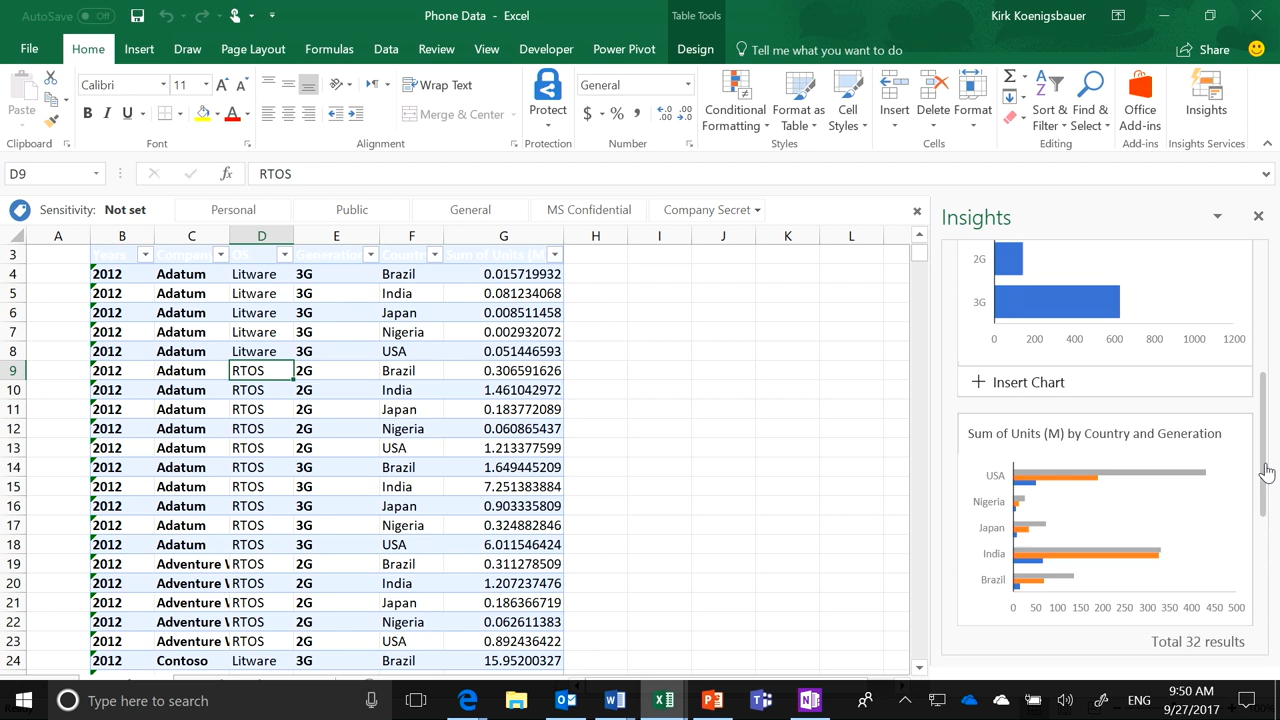 AutoSave Off
Phone Data - Excel
Table Tools
Kirk Koenigsbauer
File Home Insert Draw Page Layout Formulas Data Review View Developer Power Pivot Design Tell me what you want to do Share
Paste
Calibri 11
B I U
Wrap Text
Merge & Center
Protect
General
$ % ,
Conditional Formatting
Format as Table
Cell Styles
Insert
Delete
Format
Sort & Filter
Find & Select
Office Add-ins
Insights
Clipboard Font Alignment Protection Number Styles Cells Editing Add-ins Insights Services
D9 fx RTOS
Sensitivity: Not set Personal Public General MS Confidential Company Secret
A B C D E F G H I J K L
3 Years Company OS Generation Country Sum of Units (M
4 2012 Adatum Litware 3G Brazil 0.015719932
5 2012 Adatum Litware 3G India 0.081234068
6 2012 Adatum Litware 3G Japan 0.008511458
7 2012 Adatum Litware 3G Nigeria 0.002932072
8 2012 Adatum Litware 3G USA 0.051446593
9 2012 Adatum RTOS 2G Brazil 0.306591626
10 2012 Adatum RTOS 2G India 1.461042972
11 2012 Adatum RTOS 2G Japan 0.183772089
12 2012 Adatum RTOS 2G Nigeria 0.060865437
13 2012 Adatum RTOS 2G USA 1.213377599
14 2012 Adatum RTOS 3G Brazil 1.649445209
15 2012 Adatum RTOS 3G India 7.251383884
16 2012 Adatum RTOS 3G Japan 0.903335809
17 2012 Adatum RTOS 3G Nigeria 0.324882846
18 2012 Adatum RTOS 3G USA 6.011546424
19 2012 Adventure RTOS 2G Brazil 0.311278509
20 2012 Adventure RTOS 2G India 1.207237476
21 2012 Adventure RTOS 2G Japan 0.186366719
22 2012 Adventure RTOS 2G Nigeria 0.062611383
23 2012 Adventure RTOS 2G USA 0.892436422
24 2012 Contoso Litware 3G Brazil 15.95200327
Insights
2G
3G
0 200 400 600 800 1000 1200
Insert Chart
Sum of Units (M) by Country and Generation
USA
Nigeria
Japan
India
Brazil
0 50 100 150 200 250 300 350 400 450 500
Total 32 results
Type here to search
ENG
9:50 AM
9/27/2017